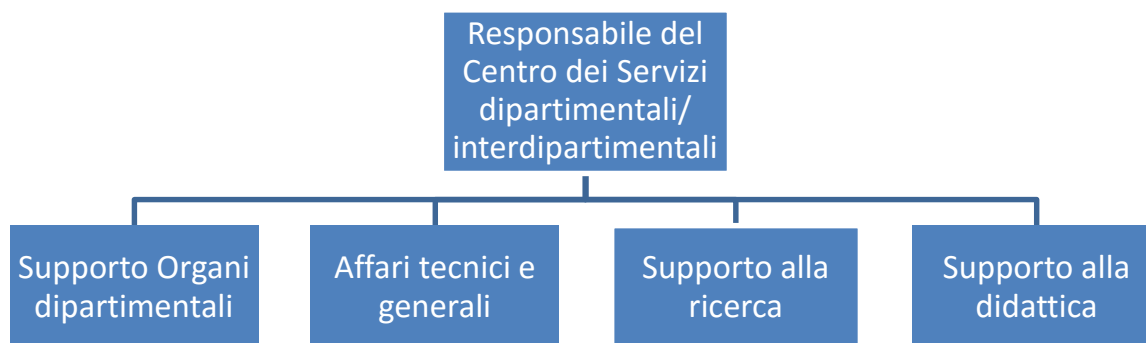 Responsabile del
Centro dei Servizi
dipartimentali/
interdipartimentali
Supporto Organi
dipartimentali
Affari tecnici e
generali
Supporto alla
ricerca
Supporto alla
didattica